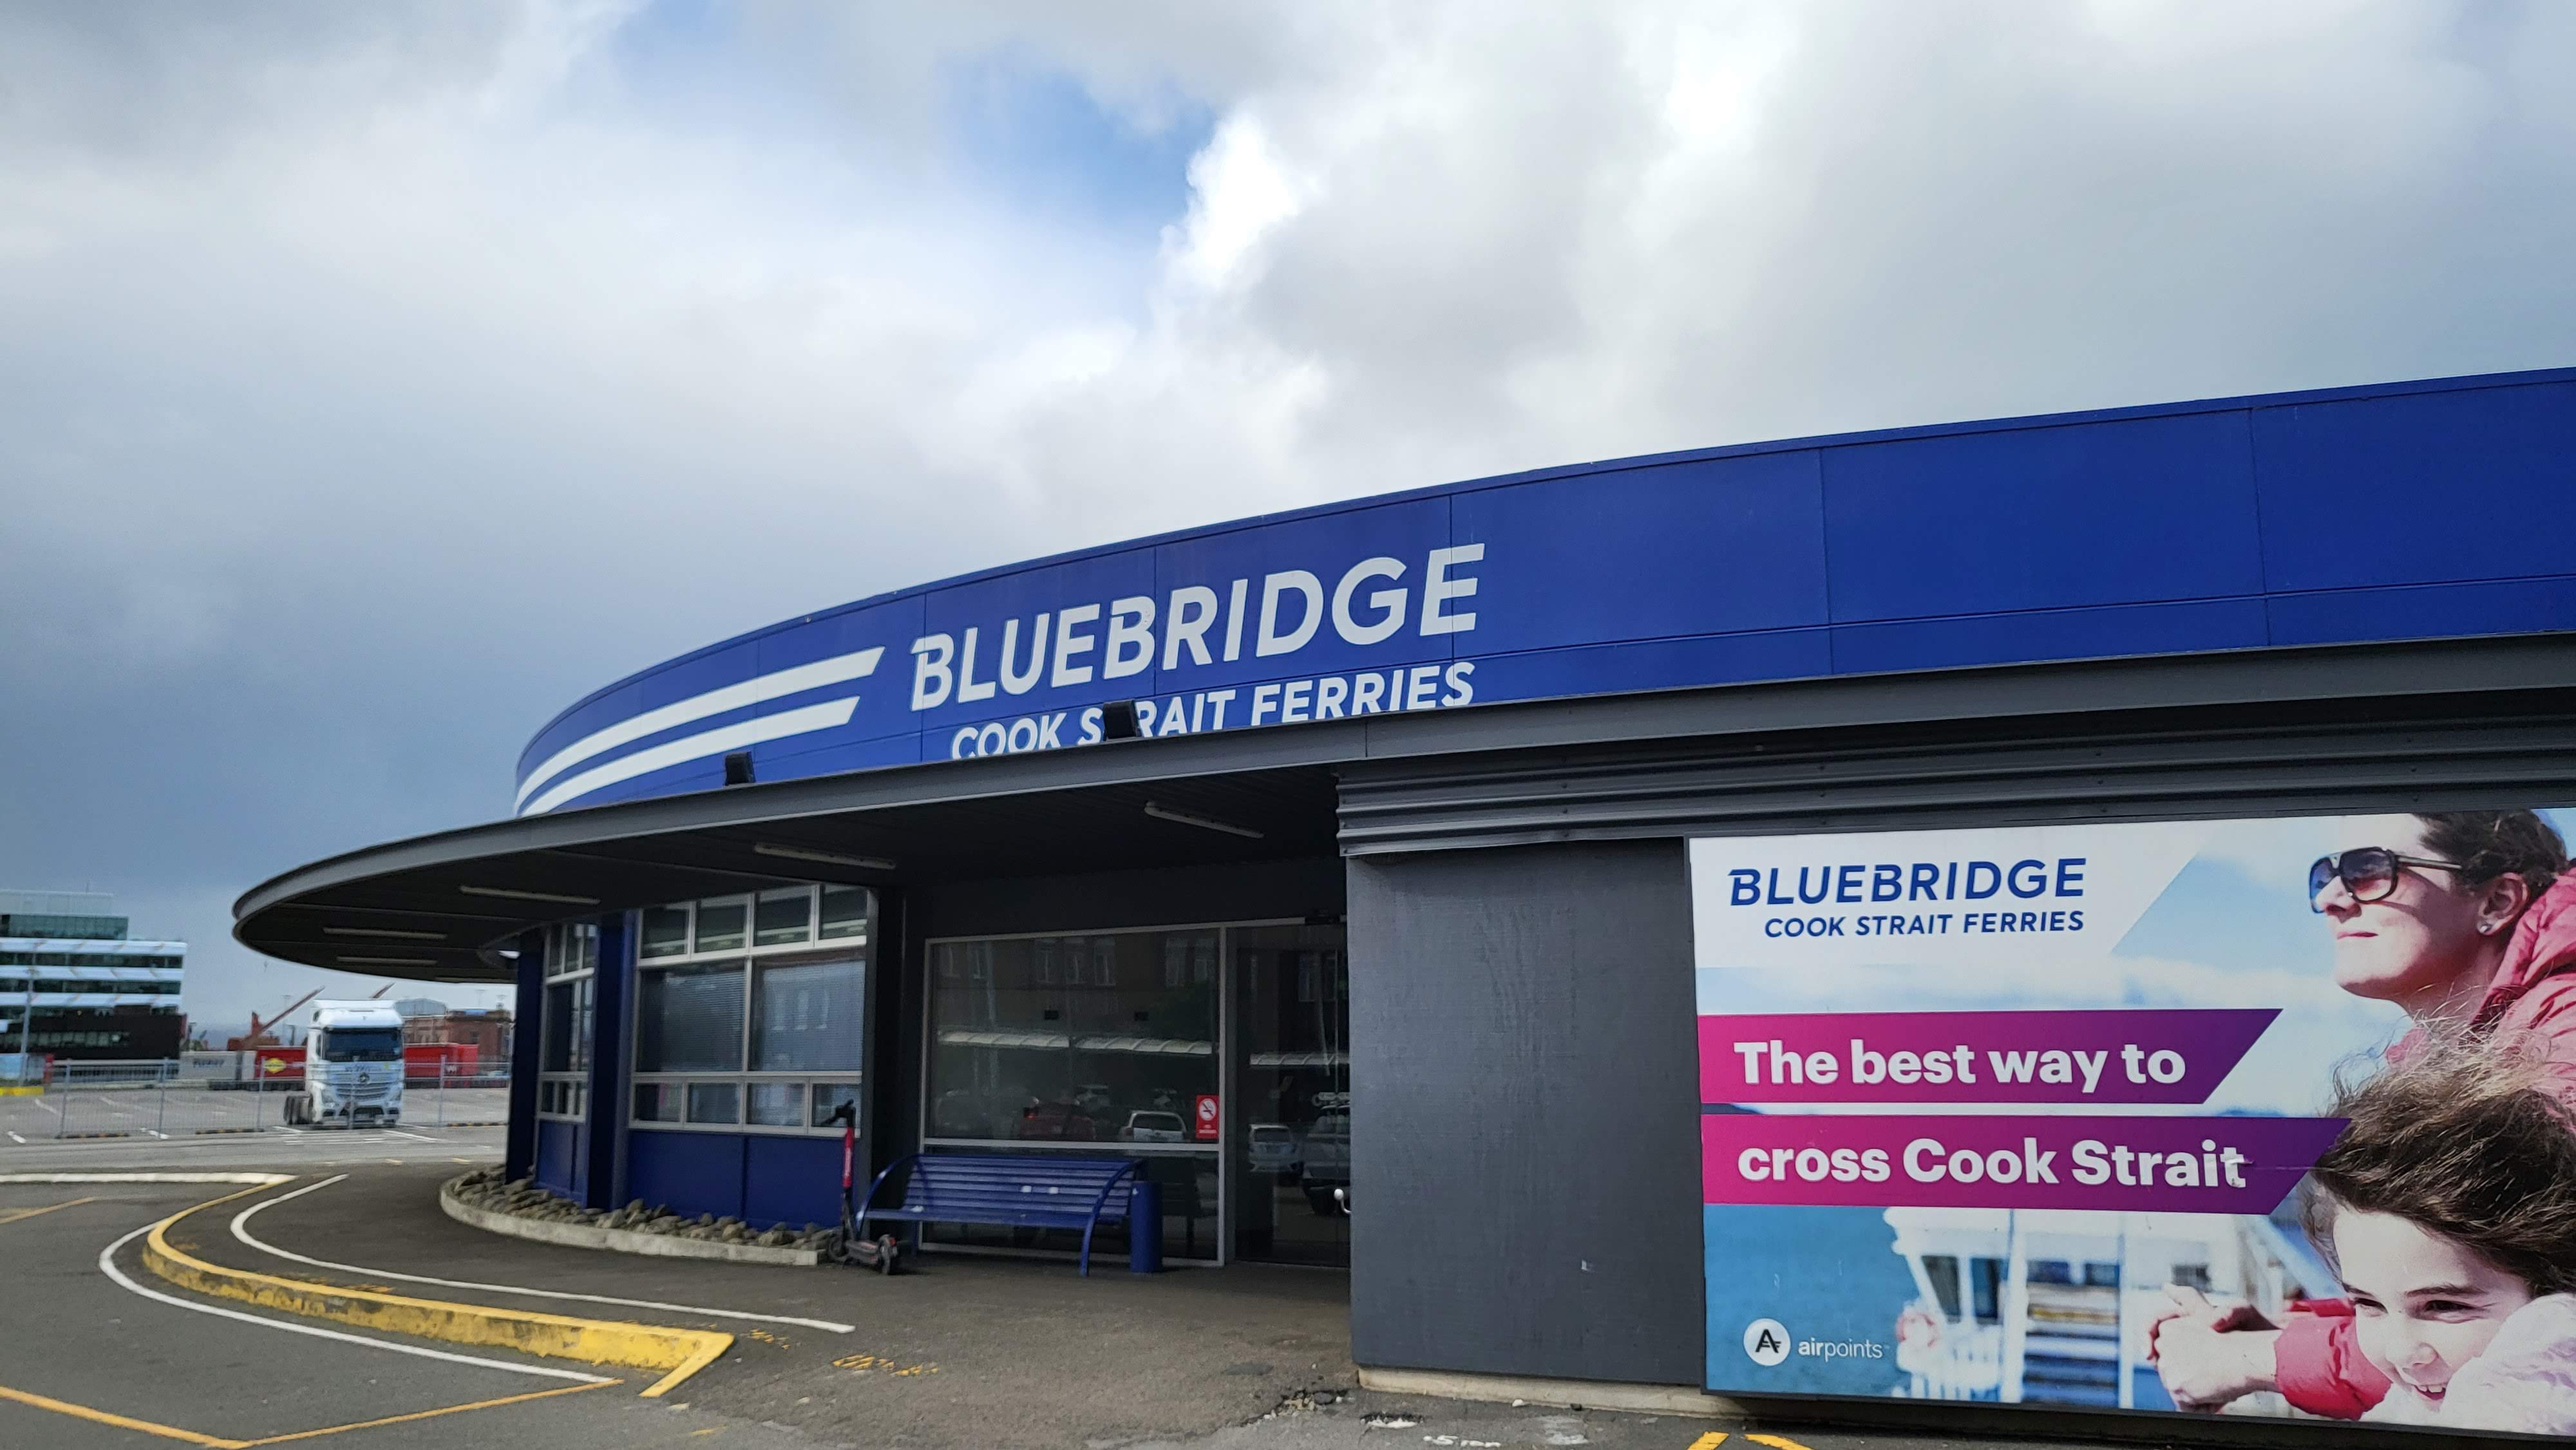 BLUEBRIDGE
COOK STRAIT FERRIES
BLUEBRIDGE
COOK STRAIT FERRIES
The best way to
cross Cook Strait
airpoints